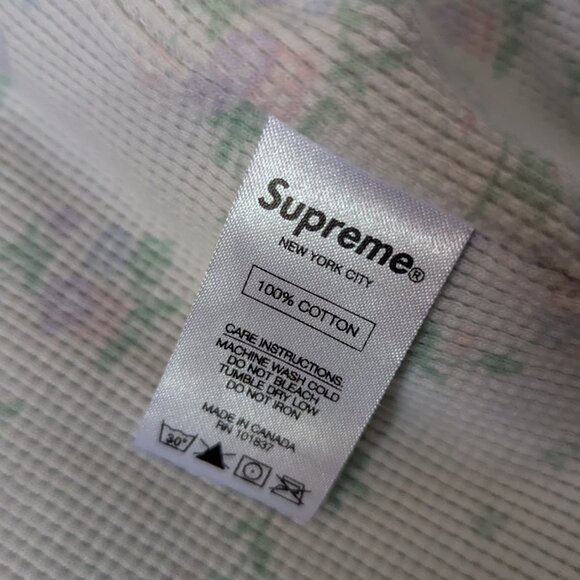 Supreme®
NEW YORK CITY
100% COTTON
CARE INSTRUCTIONS.
MACHINE WASH COLD
DO NOT BLEACH
TUMBLE DRY LOW
DO NOT IRON
MADE IN CANADA
RN 101837
30°